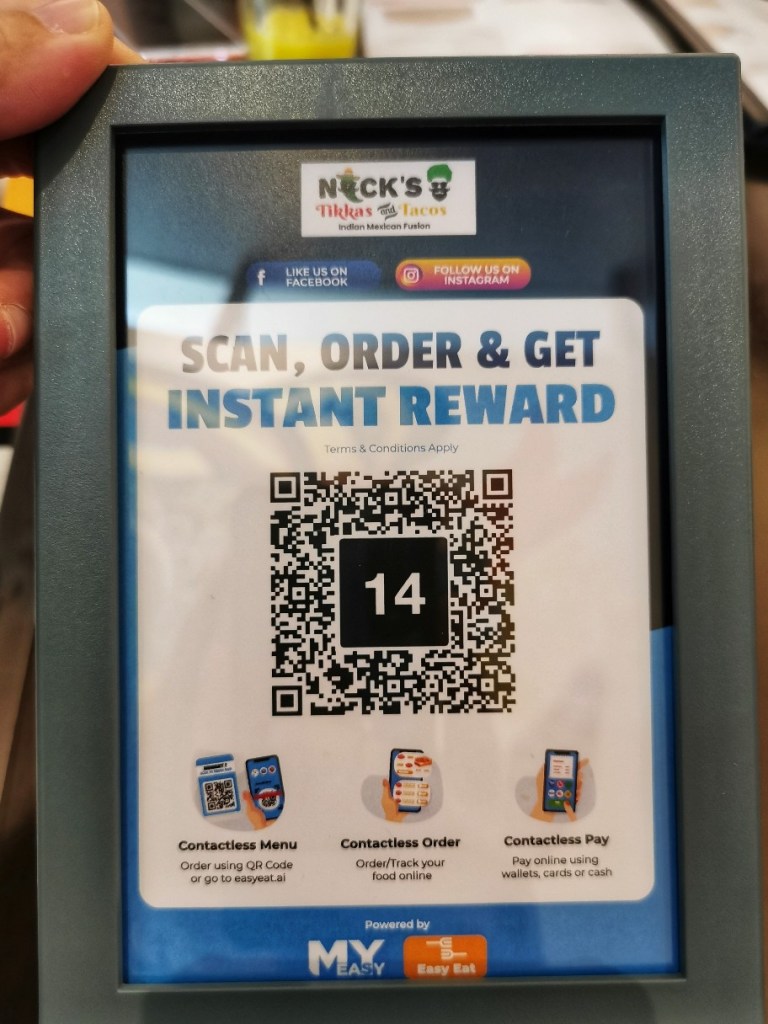 NICK'S
Tikkas and Tacos
Indian Mexican Fusion
f LIKE US ON
FACEBOOK
FOLLOW US ON
INSTAGRAM
SCAN, ORDER & GET
INSTANT REWARD
Terms & Conditions Apply
14
Contactless Menu
Order using QR Code
or go to easyeat.ai
Contactless Order
Order/Track your
food online
Contactless Pay
Pay online using
wallets, cards or cash
Powered by
MY
EASY
Easy Eat